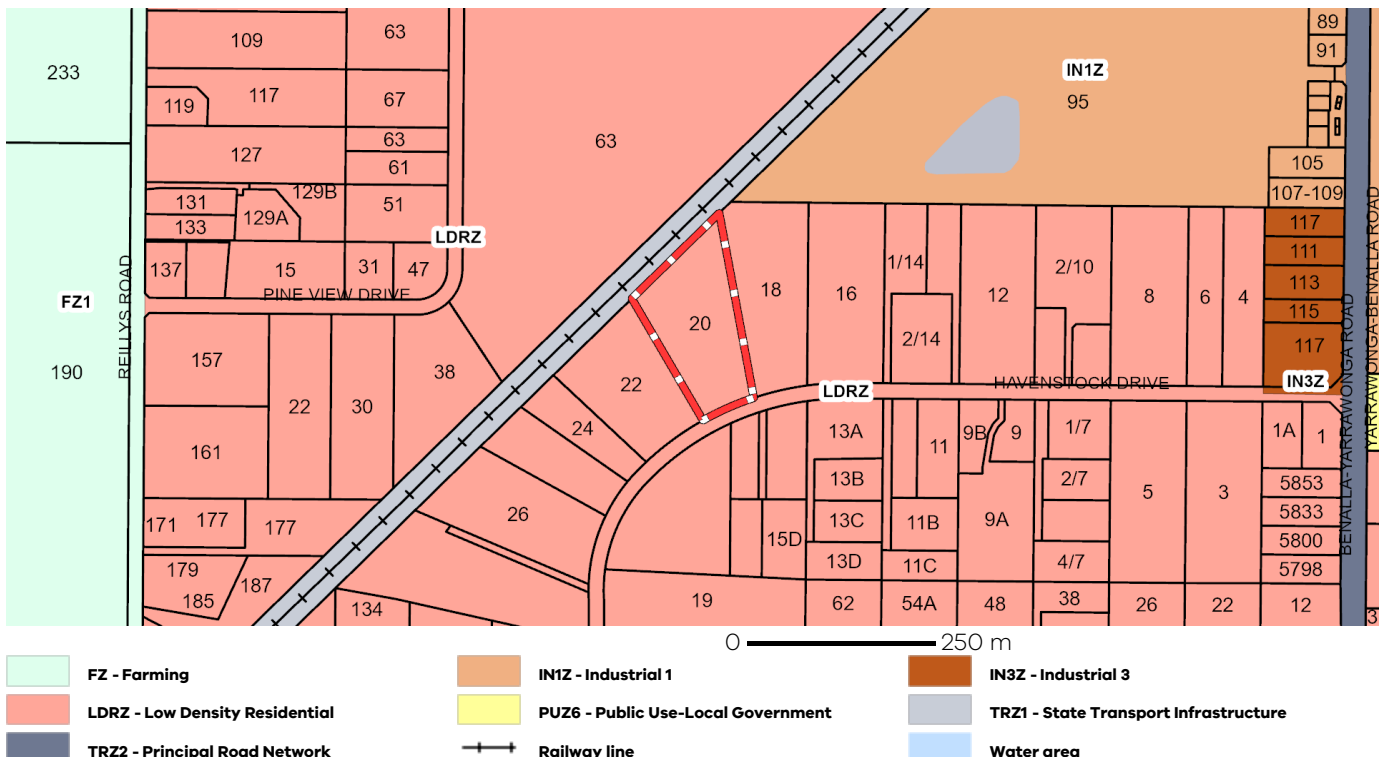 89
63
109
91
IN1Z
233
95
67
117
119
63
63
127
61
105
129B
107-109
131
51
129A
117
133
LDRZ
111
1/14
137
15
31
47
2/10
113
18
16
12
8
6
4
PINE VIEW DRIVE
FZ1
REILLYS ROAD
115
20
2/14
117
157
190
38
22
HAVENSTOCK DRIVE
IN3Z
LDRZ
22
30
24
13A
11
9B
9
1/7
1A
1
161
13B
2/7
5853
5
3
26
13C
11B
9A
5833
171
177
177
15D
5800
13D
11C
4/7
5798
179
187
185
134
19
62
54A
48
38
26
22
12
3
BENALLA-YARRAWONGA ROAD
YARRAWONGA-BENALLA ROAD
0 250 m
FZ - Farming
IN1Z - Industrial 1
IN3Z - Industrial 3
LDRZ - Low Density Residential
PUZ6 - Public Use-Local Government
TRZ1 - State Transport Infrastructure
TRZ2 - Principal Road Network
Railway line
Water area